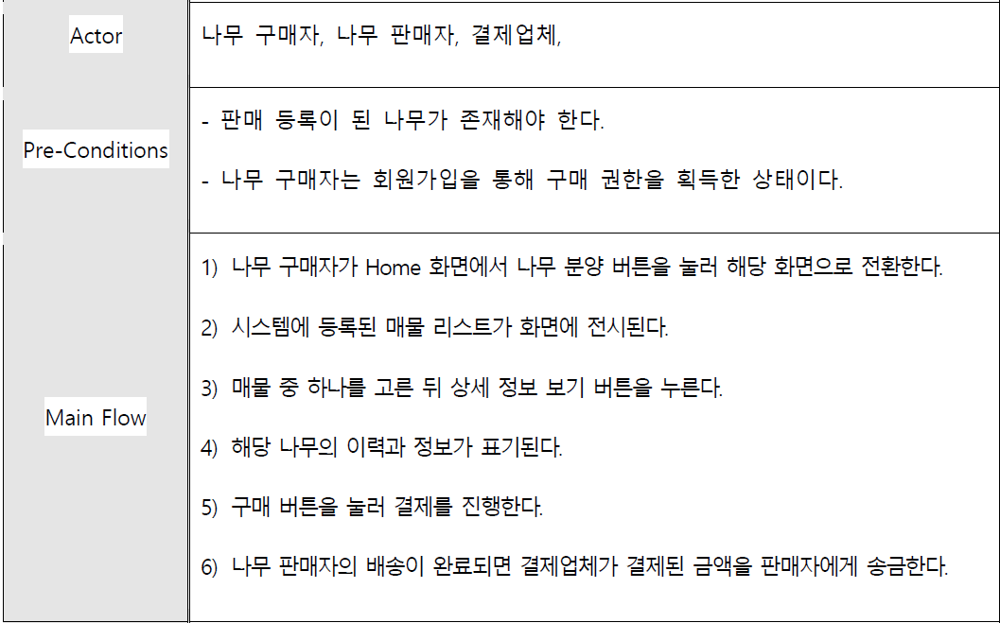 Actor
나무 구매자, 나무 판매자, 결제업체,
Pre-Conditions
- 판매 등록이 된 나무가 존재해야 한다.
- 나무 구매자는 회원가입을 통해 구매 권한을 획득한 상태이다.
Main Flow
1) 나무 구매자가 Home 화면에서 나무 분양 버튼을 눌러 해당 화면으로 전환한다.
2) 시스템에 등록된 매물 리스트가 화면에 전시된다.
3) 매물 중 하나를 고른 뒤 상세 정보 보기 버튼을 누른다.
4) 해당 나무의 이력과 정보가 표기된다.
5) 구매 버튼을 눌러 결제를 진행한다.
6) 나무 판매자의 배송이 완료되면 결제업체가 결제된 금액을 판매자에게 송금한다.